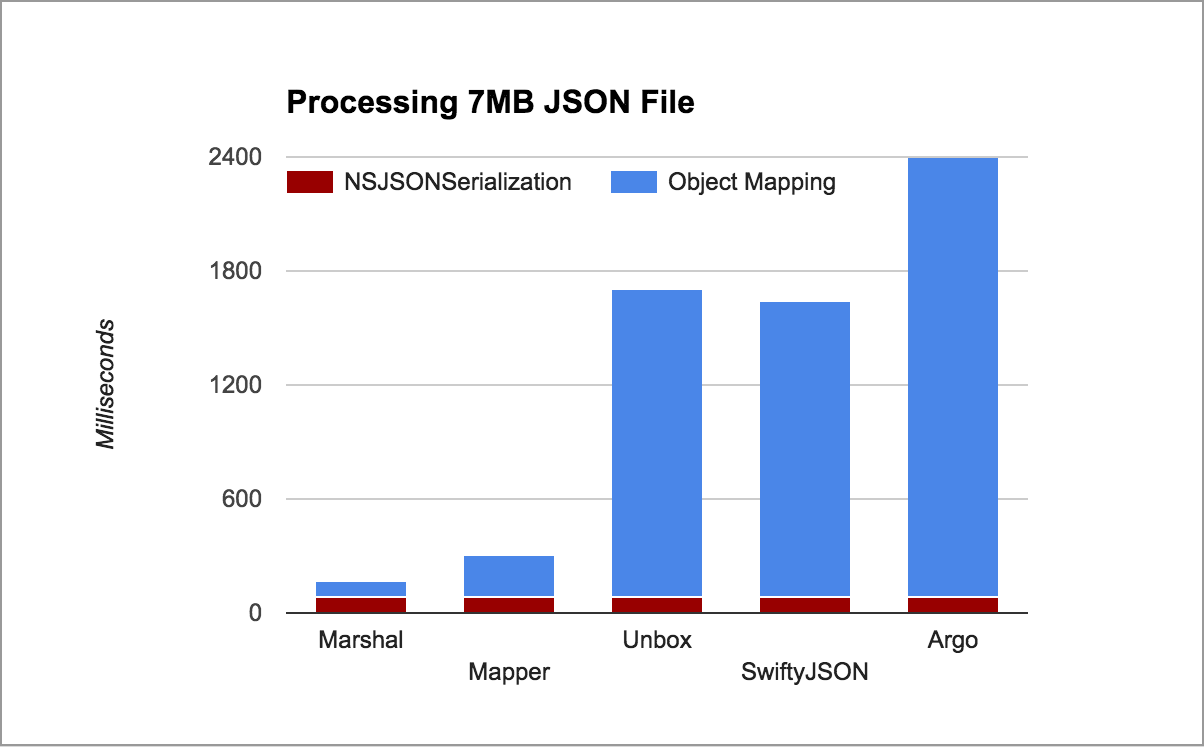 Processing 7MB JSON File
2400
NSJSONSerialization Object Mapping
1800
1200
600
0
Milliseconds
Marshal Unbox Argo
Mapper SwiftyJSON